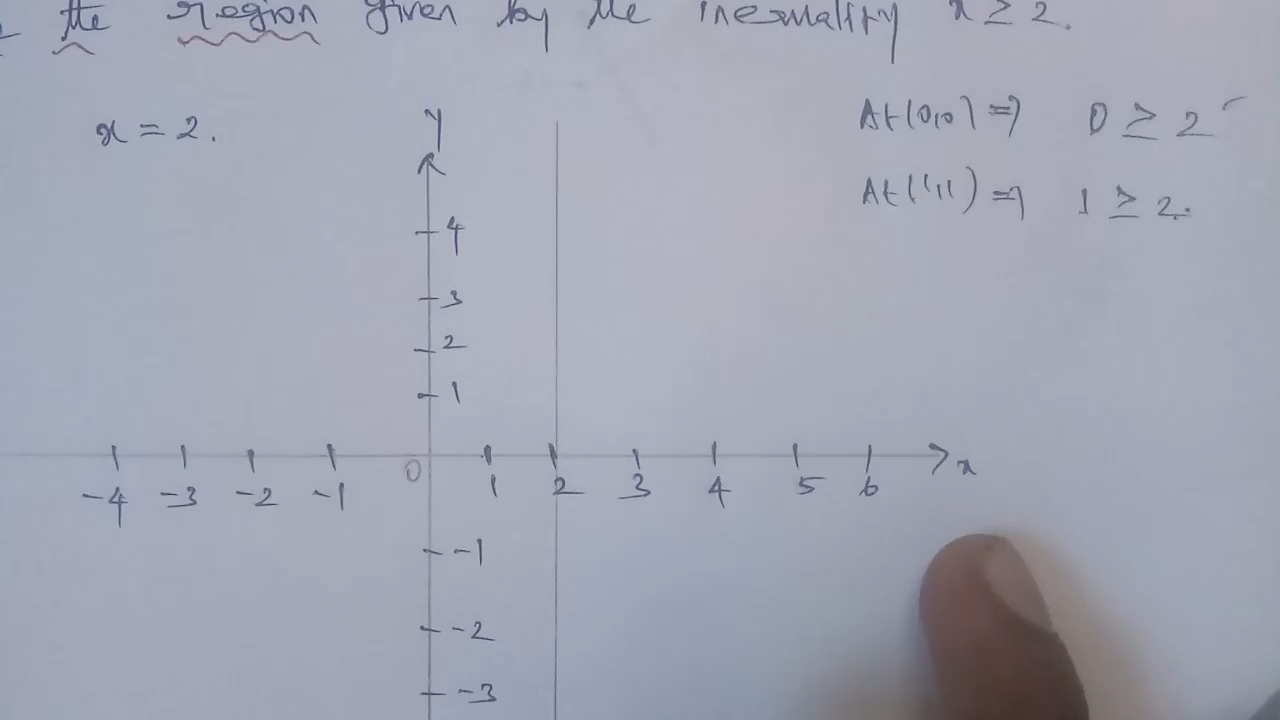 the region given by the inequality x ≥ 2.
x = 2.
At (0,0) ⇒ 0 ≥ 2
At (1,1) ⇒ 1 ≥ 2.
y
4
3
2
1
0
-4 -3 -2 -1 1 2 3 4 5 6 x
-1
-2
-3